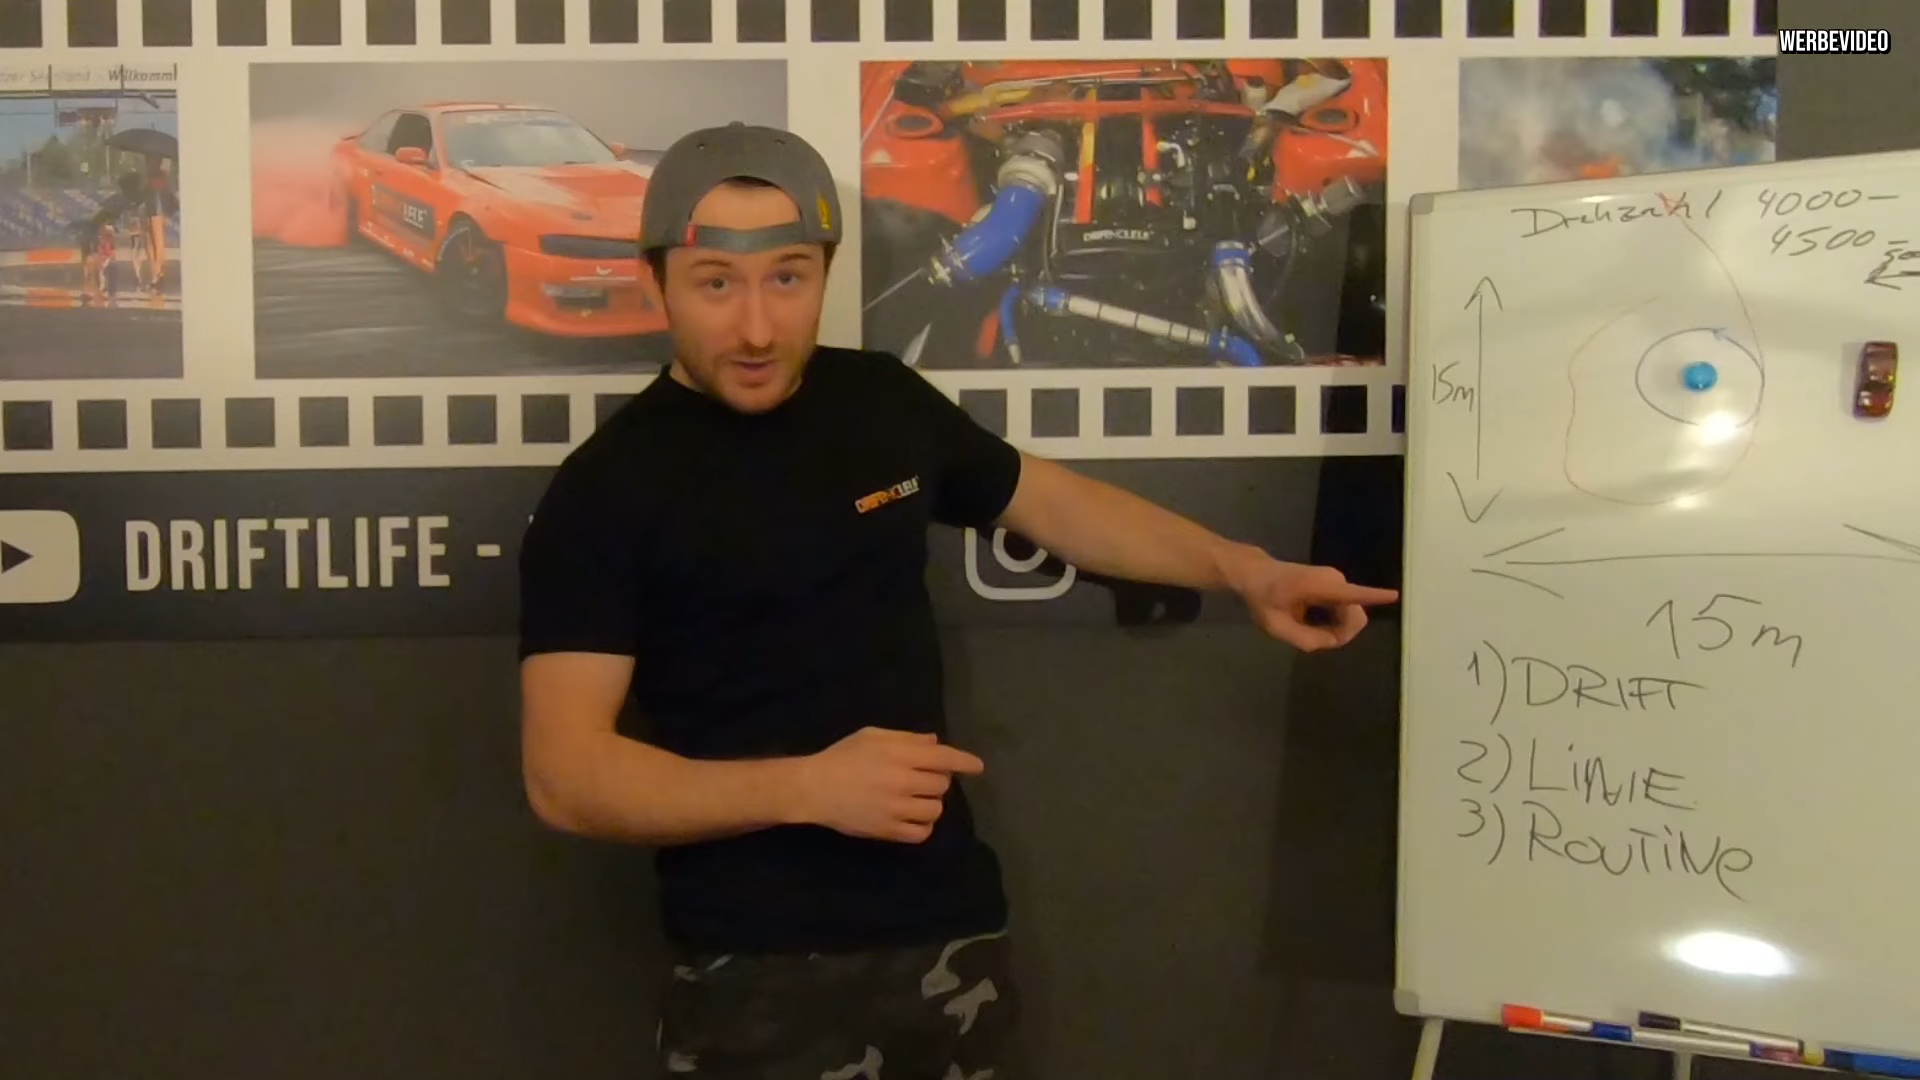 WERBEVIDEO
Willkomm
Drehzahl 4000-
4500-
15m
15m
1) DRIFT
2) LiNIE
3) RouTiNe
DRIFTLIFE -